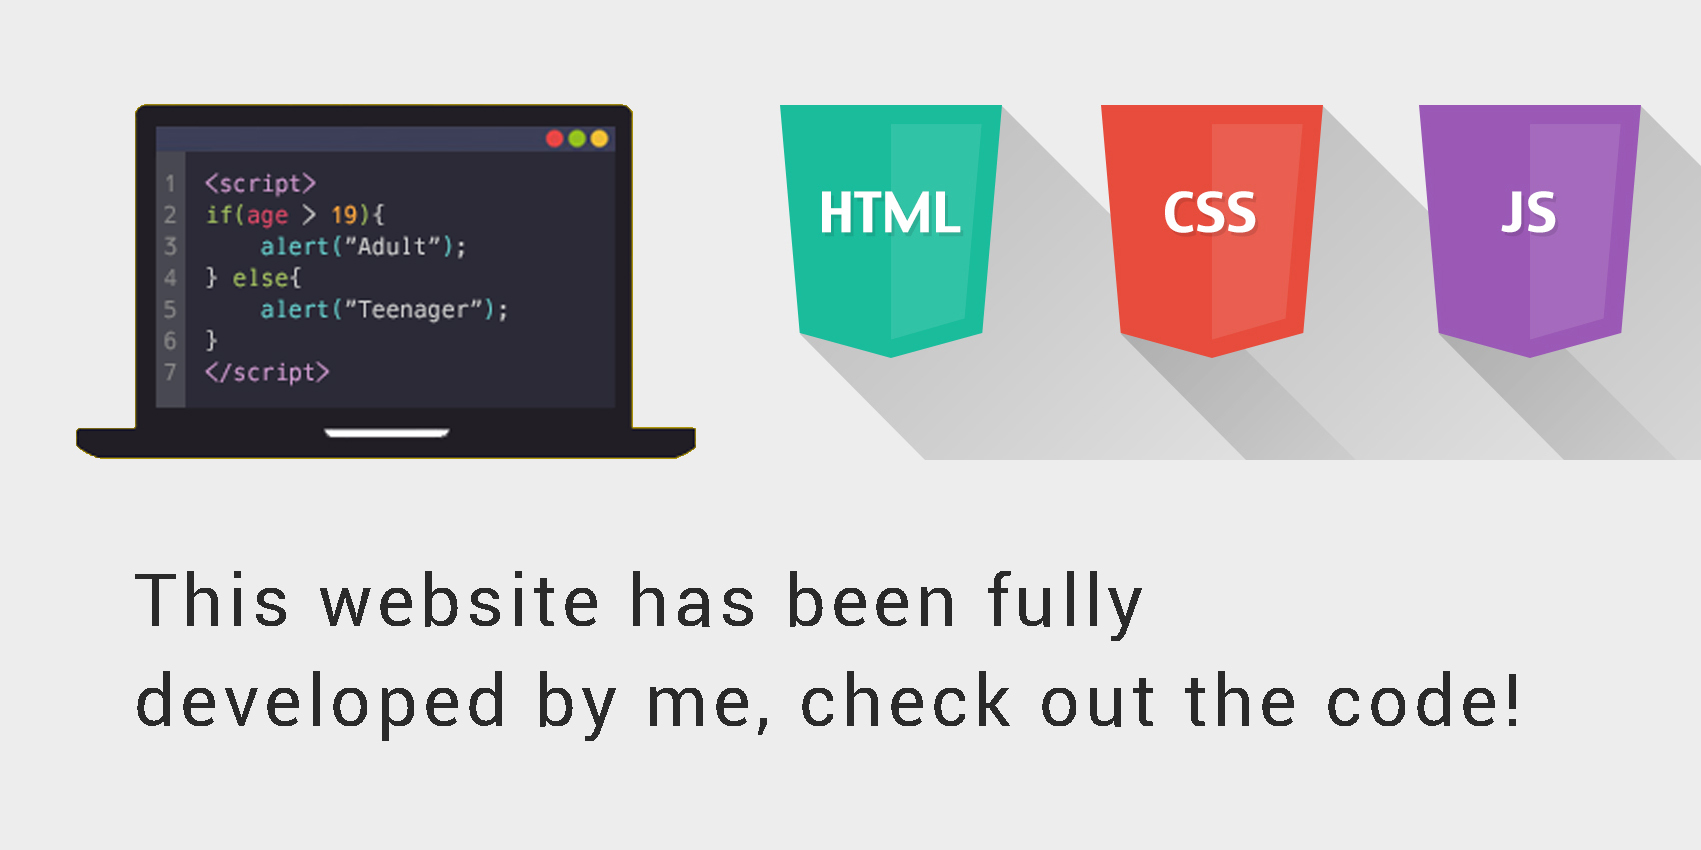 1 <script>
2 if(age > 19){
3     alert(”Adult”);
4 } else{
5     alert(”Teenager”);
6 }
7 </script>
HTML
CSS
JS
This website has been fully
developed by me, check out the code!